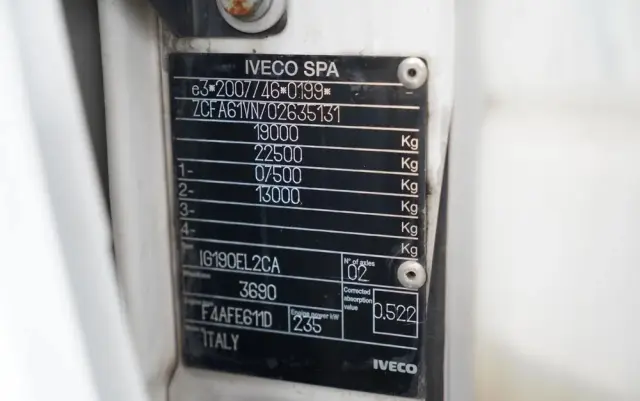 IVECO SPA
e3*2007/46*0199*
ZCFA61VN702635131
19000 Kg
22500 Kg
1- 07500 Kg
2- 13000 Kg
3- Kg
4- Kg
Type IG190EL2CA N° of axles 02
Wheelbase 3690 Corrected absorption value 0.522
F4AFE611D Engine power kW 235
ITALY
IVECO